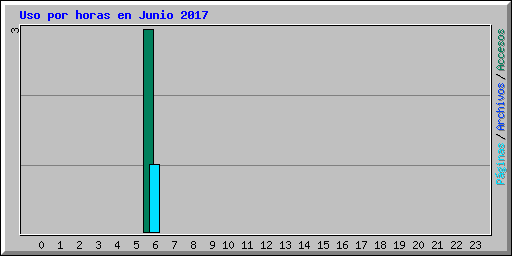 Uso por horas en Junio 2017
3
Páginas / Archivos / Accesos
0 1 2 3 4 5 6 7 8 9 10 11 12 13 14 15 16 17 18 19 20 21 22 23